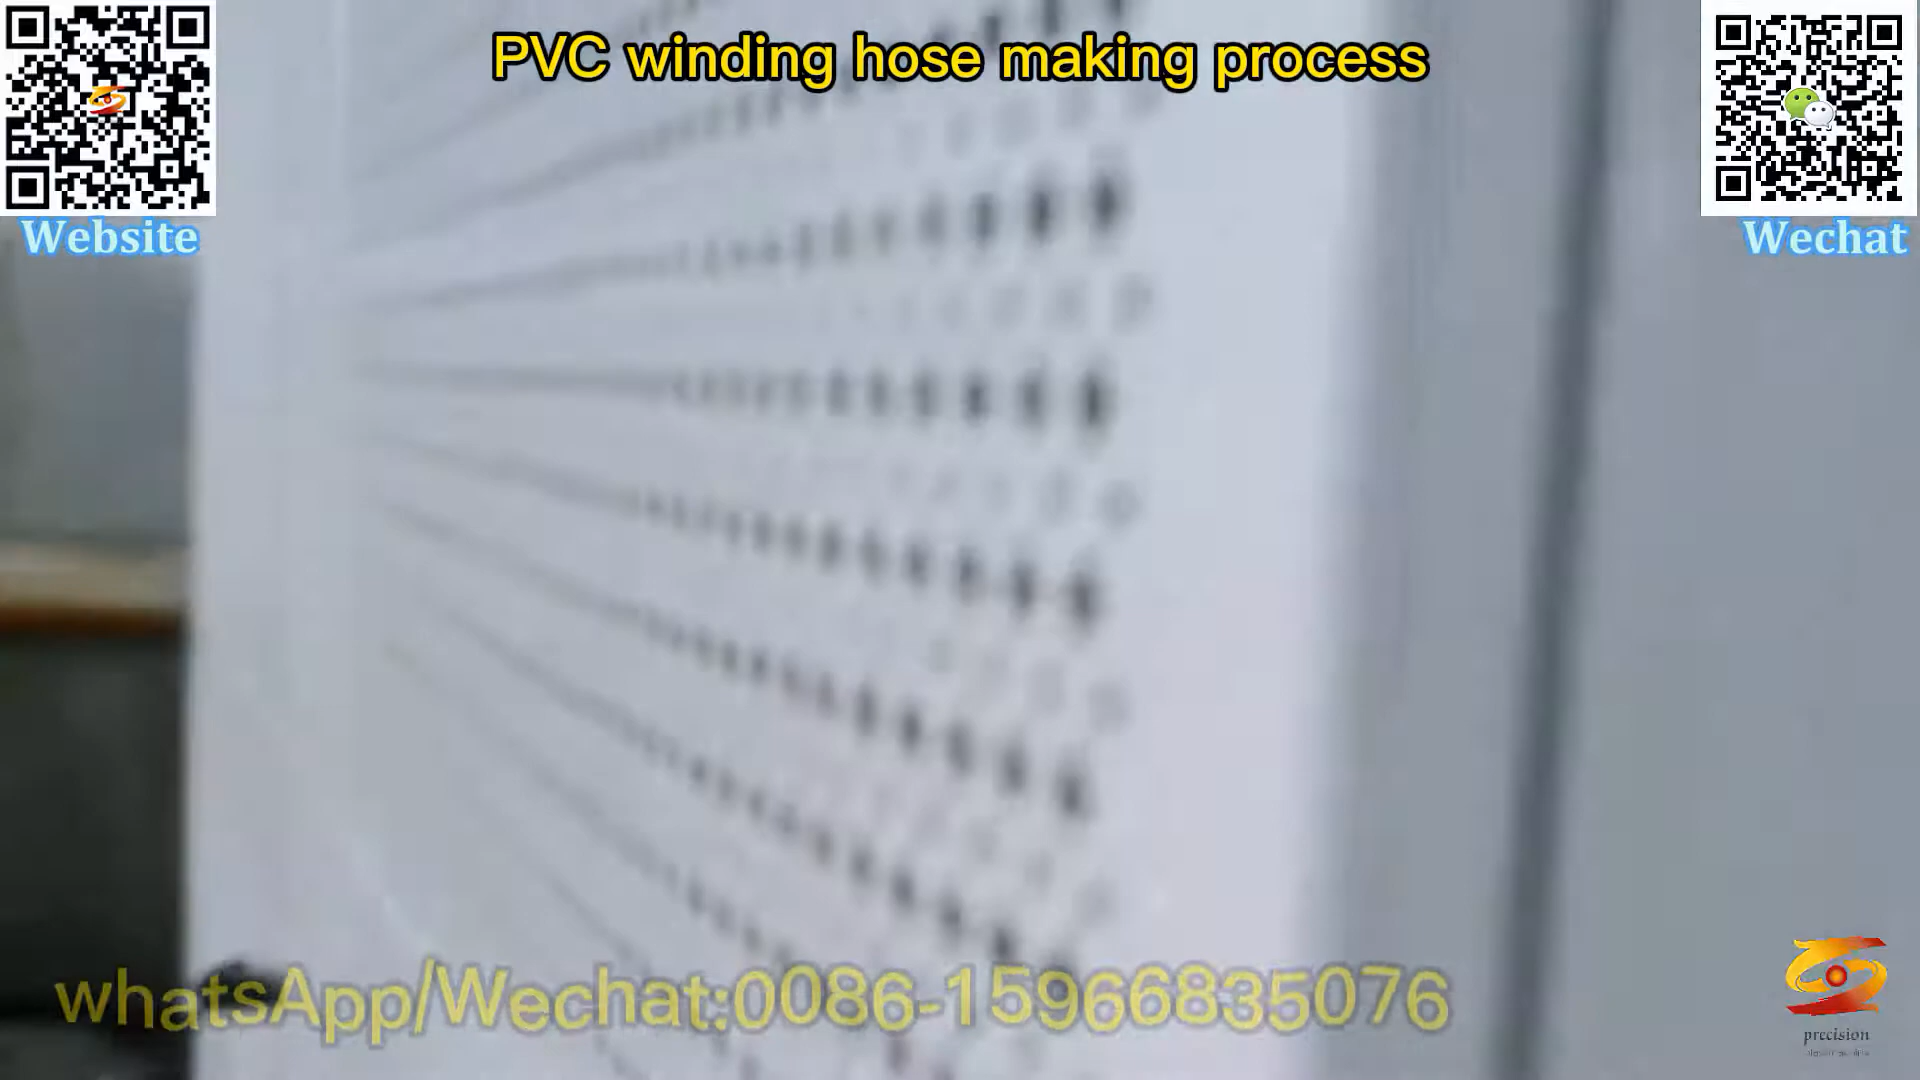 PVC winding hose making process
Website
Wechat
whatsApp/Wechat:0086-15966835076
precision